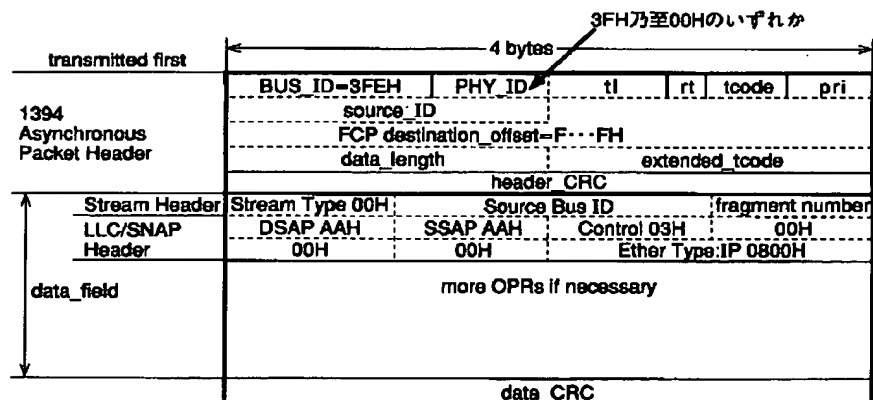 3FH乃至00Hのいずれか
transmitted first
4 bytes
BUS_ID=3FEH PHY_ID tl rt tcode pri
1394
Asynchronous
Packet Header
source_ID
FCP destination_offset=F···FH
data_length extended_tcode
header_CRC
Stream Header Stream Type 00H Source Bus ID fragment number
LLC/SNAP
Header
DSAP AAH SSAP AAH Control 03H 00H
00H 00H Ether Type:IP 0800H
data_field
more OPRs if necessary
data_CRC